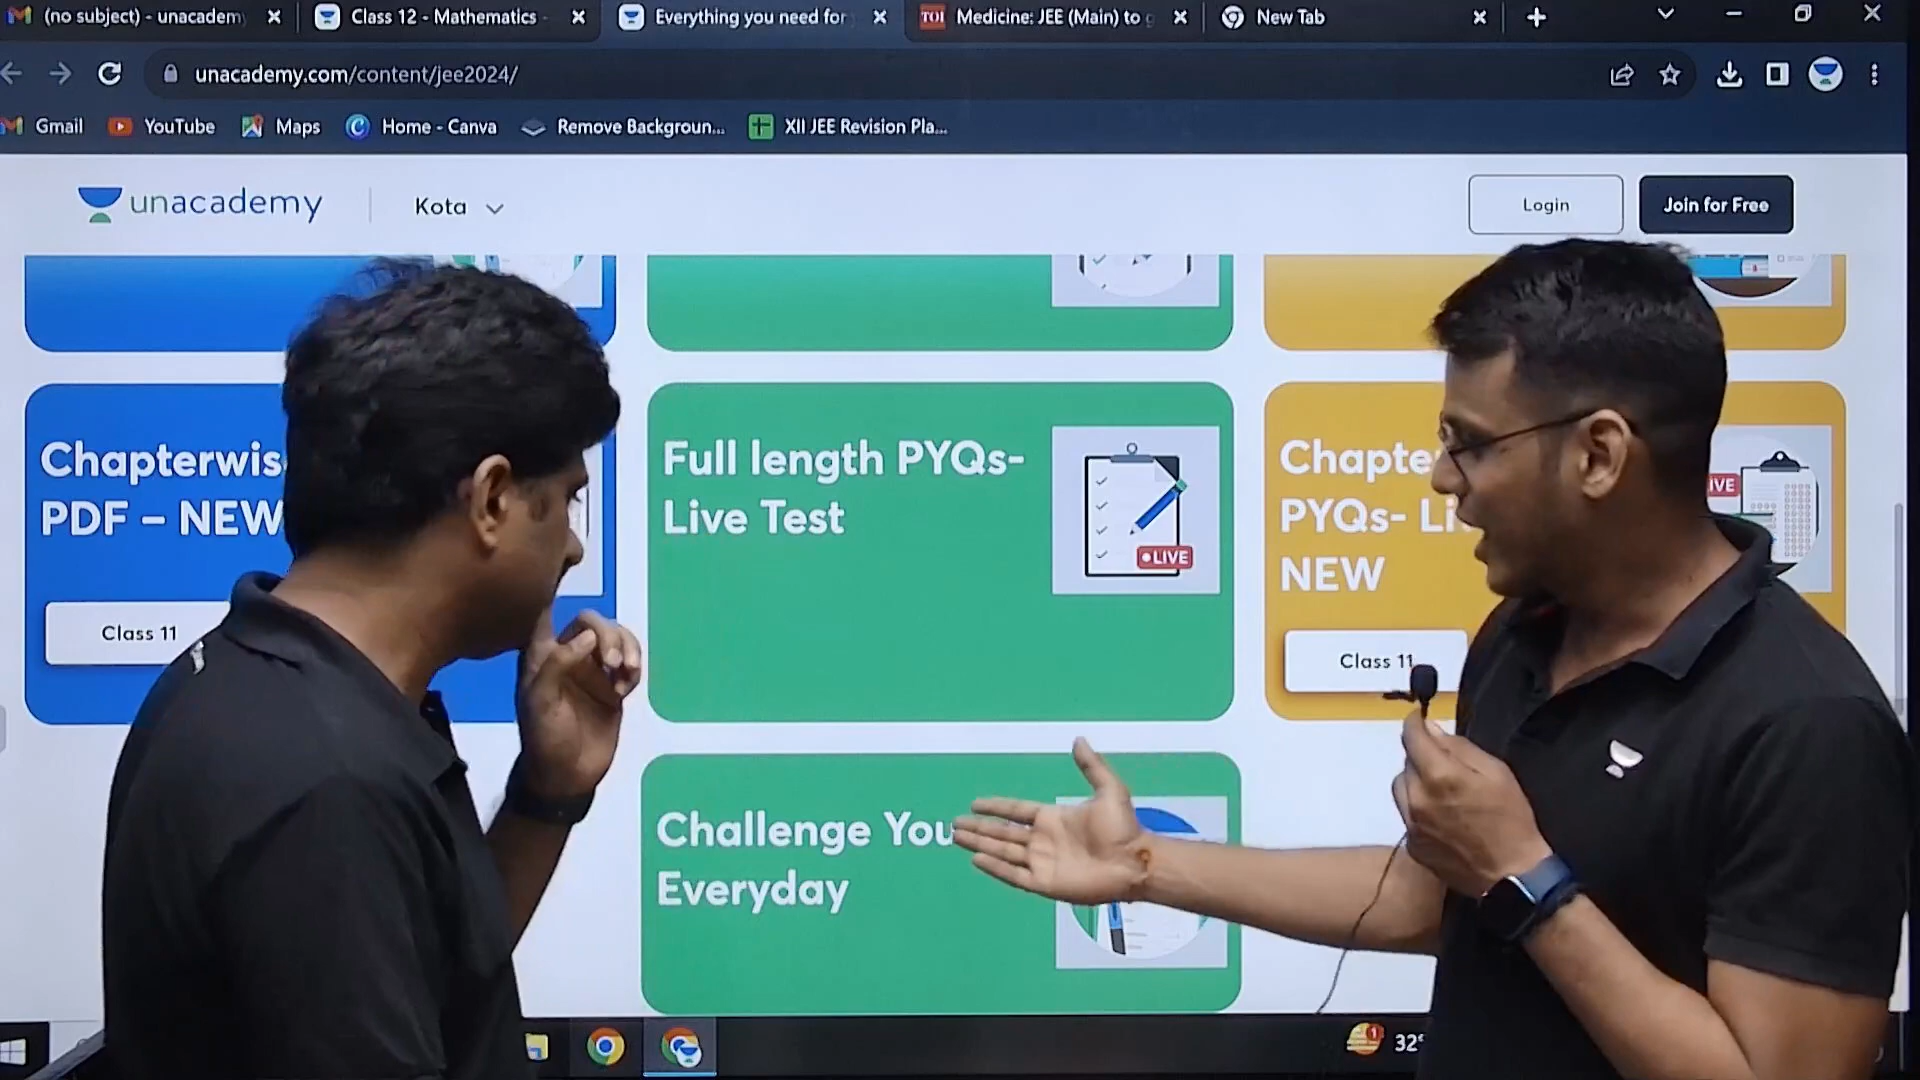 (no subject) - unacademy
Class 12 - Mathematics -
Everything you need for
TOI Medicine: JEE (Main) to g
New Tab
unacademy.com/content/jee2024/
Gmail
YouTube
Maps
Home - Canva
Remove Backgroun...
XII JEE Revision Pla...
unacademy
Kota
Login
Join for Free
Chapterwis
PDF – NEW
Class 11
Full length PYQs-
Live Test
LIVE
Chapte
PYQs- Li
NEW
IVE
Class 11
Challenge You
Everyday
1
32°